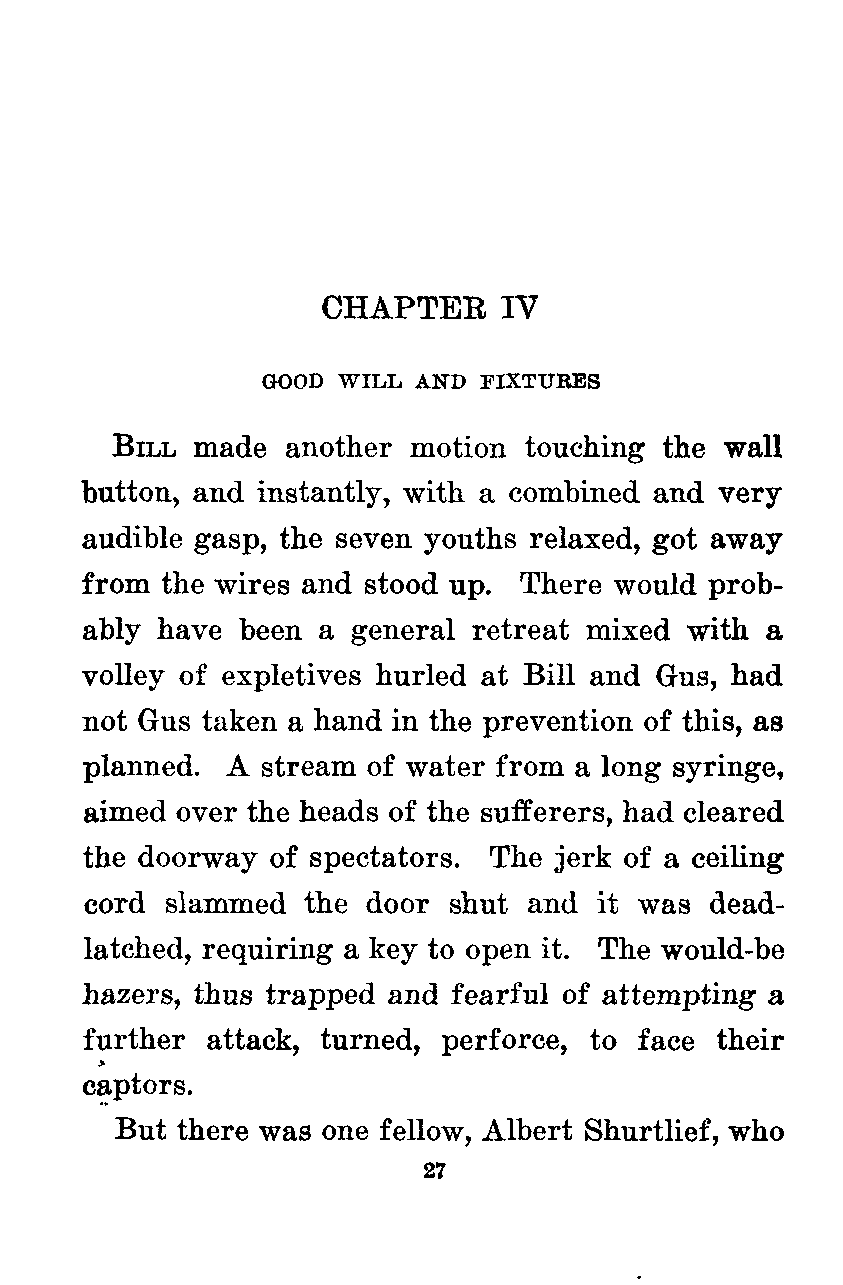 CHAPTER IV
GOOD WILL AND FIXTURES
BILL made another motion touching the wall
button, and instantly, with a combined and very
audible gasp, the seven youths relaxed, got away
from the wires and stood up. There would prob-
ably have been a general retreat mixed with a
volley of expletives hurled at Bill and Gus, had
not Gus taken a hand in the prevention of this, as
planned. A stream of water from a long syringe,
aimed over the heads of the sufferers, had cleared
the doorway of spectators. The jerk of a ceiling
cord slammed the door shut and it was dead-
latched, requiring a key to open it. The would-be
hazers, thus trapped and fearful of attempting a
further attack, turned, perforce, to face their
captors.
But there was one fellow, Albert Shurtlief, who
27